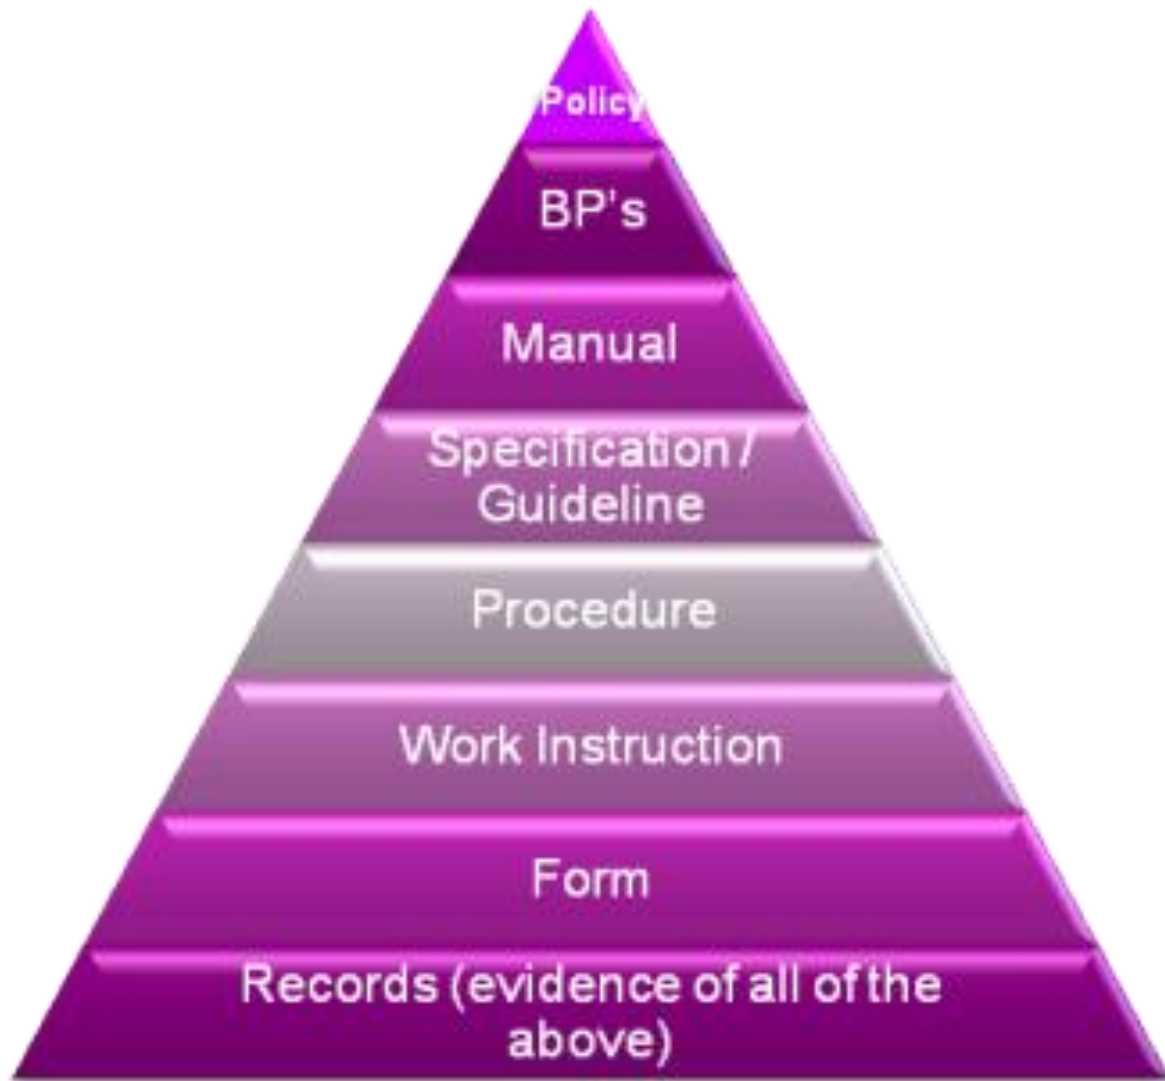 Policy
BP's
Manual
Specification /
Guideline
Procedure
Work Instruction
Form
Records (evidence of all of the
above)